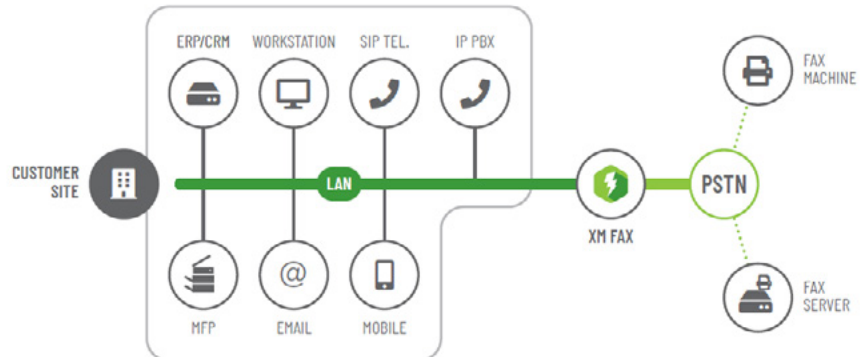 ERP/CRM
WORKSTATION
SIP TEL.
IP PBX
FAX
MACHINE
CUSTOMER
SITE
LAN
PSTN
XM FAX
MFP
@
EMAIL
MOBILE
FAX
SERVER